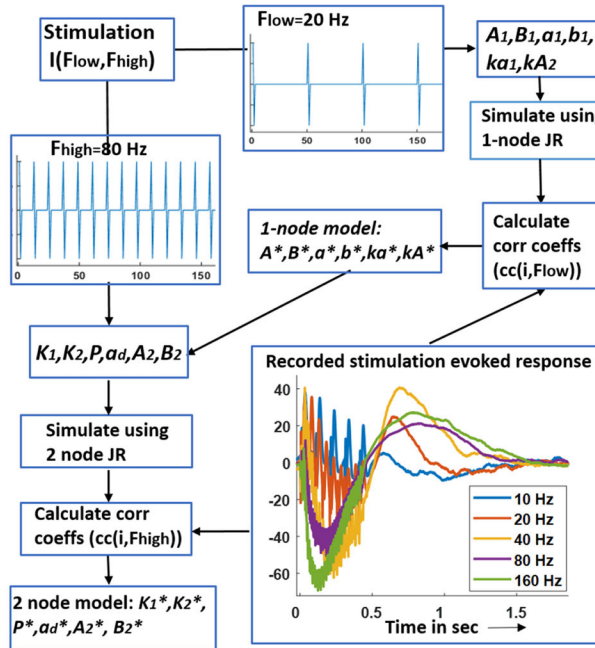 Stimulation
I(Flow,Fhigh)
Flow=20 Hz
0 50 100 150
A1,B1,a1,b1,
ka1,kA2
Fhigh=80 Hz
0 50 100 150
Simulate using
1-node JR
1-node model:
A*,B*,a*,b*,ka*,kA*
Calculate
corr coeffs
(cc(i,Flow))
K1,K2,P,ad,A2,B2
Simulate using
2 node JR
Calculate corr
coeffs (cc(i,Fhigh))
2 node model: K1*,K2*,
P*,ad*,A2*, B2*
Recorded stimulation evoked response
40
20
0
-20
-40
-60
10 Hz
20 Hz
40 Hz
80 Hz
160 Hz
0 0.5 1 1.5
Time in sec